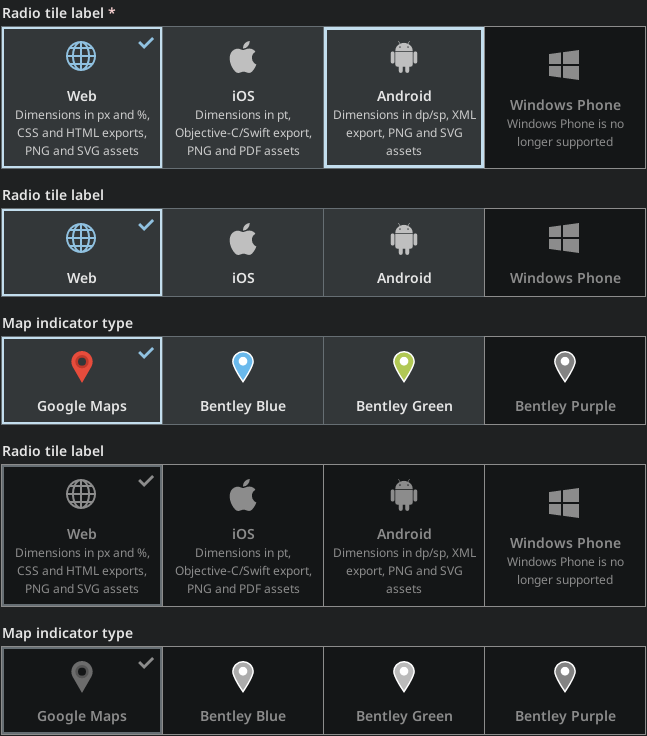 Radio tile label *
Web
Dimensions in px and %,
CSS and HTML exports,
PNG and SVG assets
iOS
Dimensions in pt,
Objective-C/Swift export,
PNG and PDF assets
Android
Dimensions in dp/sp, XML
export, PNG and SVG
assets
Windows Phone
Windows Phone is no
longer supported
Radio tile label
Web
iOS
Android
Windows Phone
Map indicator type
Google Maps
Bentley Blue
Bentley Green
Bentley Purple
Radio tile label
Web
Dimensions in px and %,
CSS and HTML exports,
PNG and SVG assets
iOS
Dimensions in pt,
Objective-C/Swift export,
PNG and PDF assets
Android
Dimensions in dp/sp, XML
export, PNG and SVG
assets
Windows Phone
Windows Phone is no
longer supported
Map indicator type
Google Maps
Bentley Blue
Bentley Green
Bentley Purple